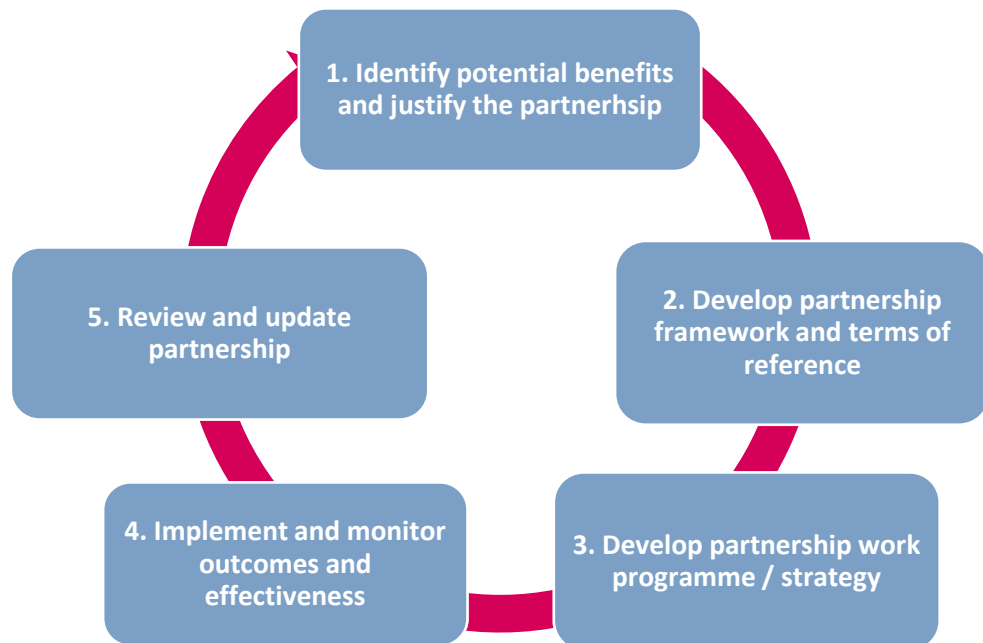 1. Identify potential benefits
and justify the partnerhsip
2. Develop partnership
framework and terms of
reference
3. Develop partnership work
programme / strategy
4. Implement and monitor
outcomes and
effectiveness
5. Review and update
partnership